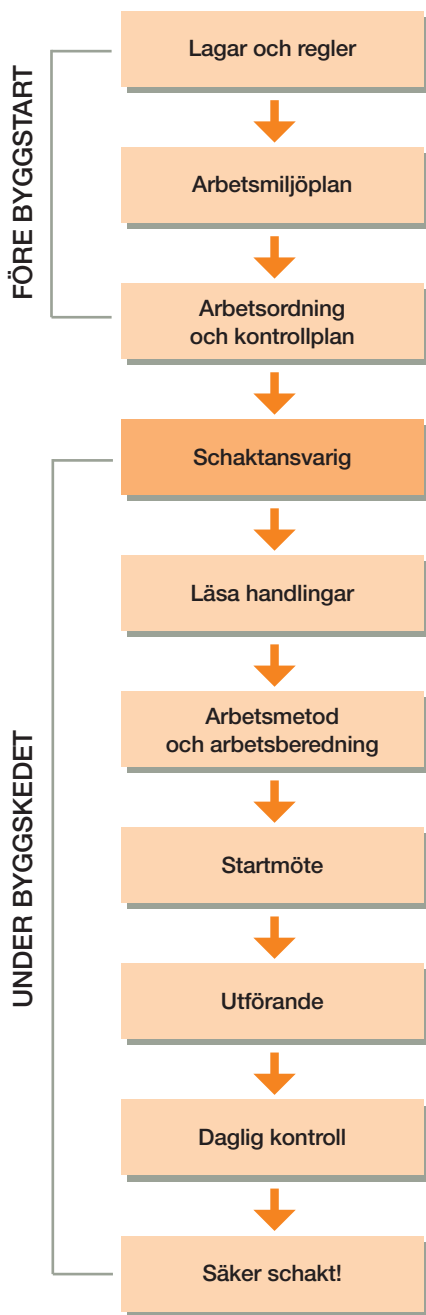 FÖRE BYGGSTART
Lagar och regler
Arbetsmiljöplan
Arbetsordning
och kontrollplan
UNDER BYGGSKEDET
Schaktansvarig
Läsa handlingar
Arbetsmetod
och arbetsberedning
Startmöte
Utförande
Daglig kontroll
Säker schakt!